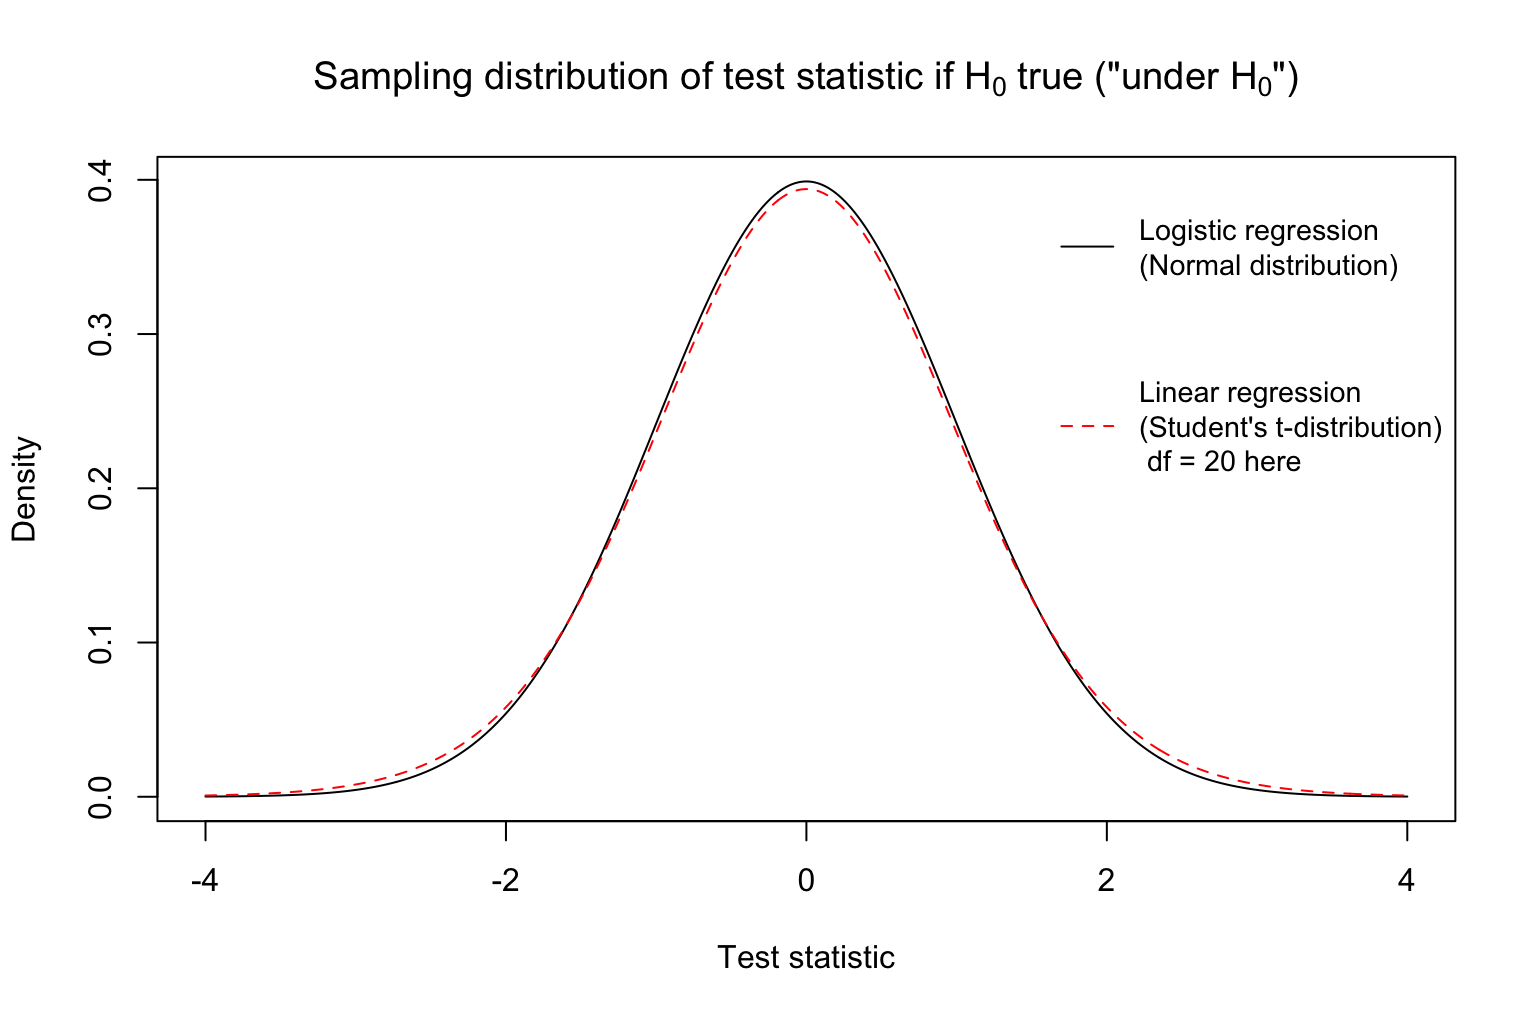 Sampling distribution of test statistic if H₀ true ("under H₀")
Density
0.4
0.3
0.2
0.1
0.0
Logistic regression
(Normal distribution)
Linear regression
(Student's t-distribution)
df = 20 here
-4
-2
0
2
4
Test statistic